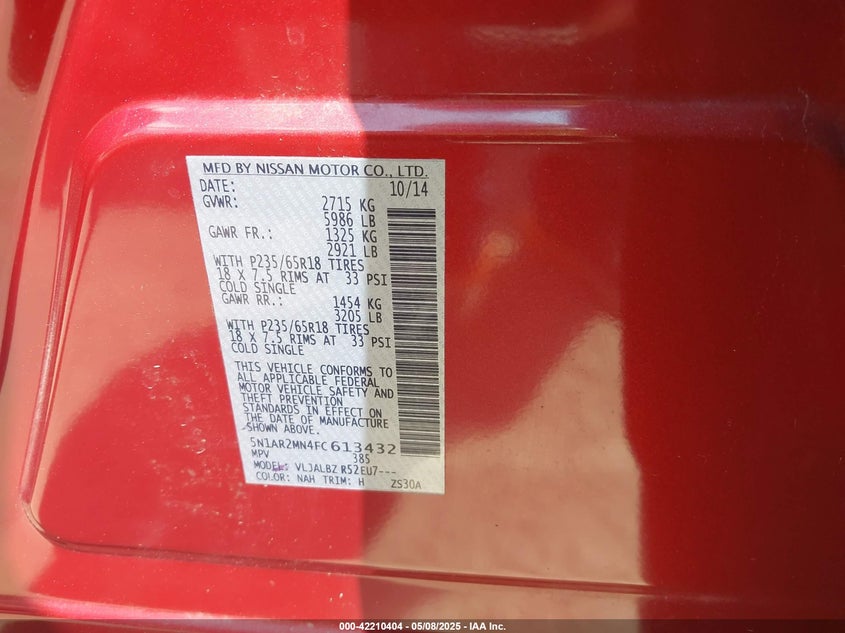 MFD BY NISSAN MOTOR CO., LTD.
DATE: 10/14
GVWR: 2715 KG
5986 LB
GAWR FR.: 1325 KG
2921 LB
WITH P235/65R18 TIRES
18 X 7.5 RIMS AT 33 PSI
COLD SINGLE
GAWR RR.: 1454 KG
3205 LB
WITH P235/65R18 TIRES
18 X 7.5 RIMS AT 33 PSI
COLD SINGLE
THIS VEHICLE CONFORMS TO
ALL APPLICABLE FEDERAL
MOTOR VEHICLE SAFETY AND
THEFT PREVENTION
STANDARDS IN EFFECT ON
THE DATE OF MANUFACTURE
SHOWN ABOVE.
5N1AR2MN4FC613432
MPV 385
MODEL: VLJALBZ R52EU7---
COLOR: NAH TRIM: H ZS30A
000-42210404 - 05/08/2025 - IAA Inc.